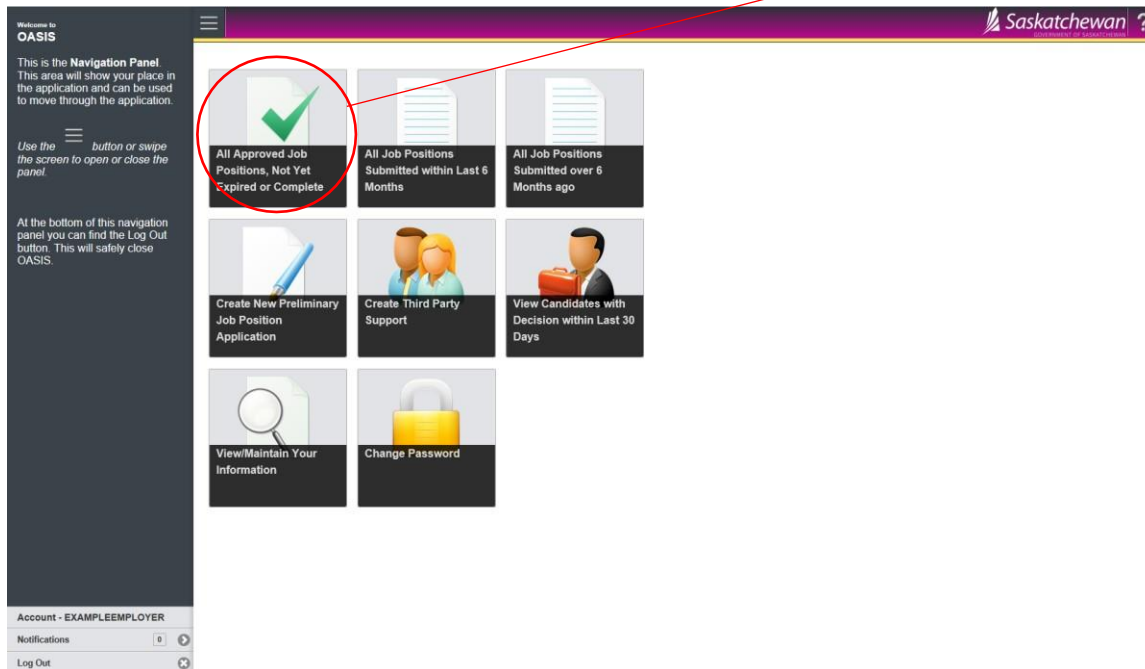 Welcome to
OASIS
This is the Navigation Panel.
This area will show your place in
the application and can be used
to move through the application.
Use the button or swipe
the screen to open or close the
panel.
At the bottom of this navigation
panel you can find the Log Out
button. This will safely close
OASIS.
Account - EXAMPLEEMPLOYER
Notifications 0
Log Out
Saskatchewan ?
GOVERNMENT OF SASKATCHEWAN
All Approved Job
Positions, Not Yet
Expired or Complete
All Job Positions
Submitted within Last 6
Months
All Job Positions
Submitted over 6
Months ago
Create New Preliminary
Job Position
Application
Create Third Party
Support
View Candidates with
Decision within Last 30
Days
View/Maintain Your
Information
Change Password